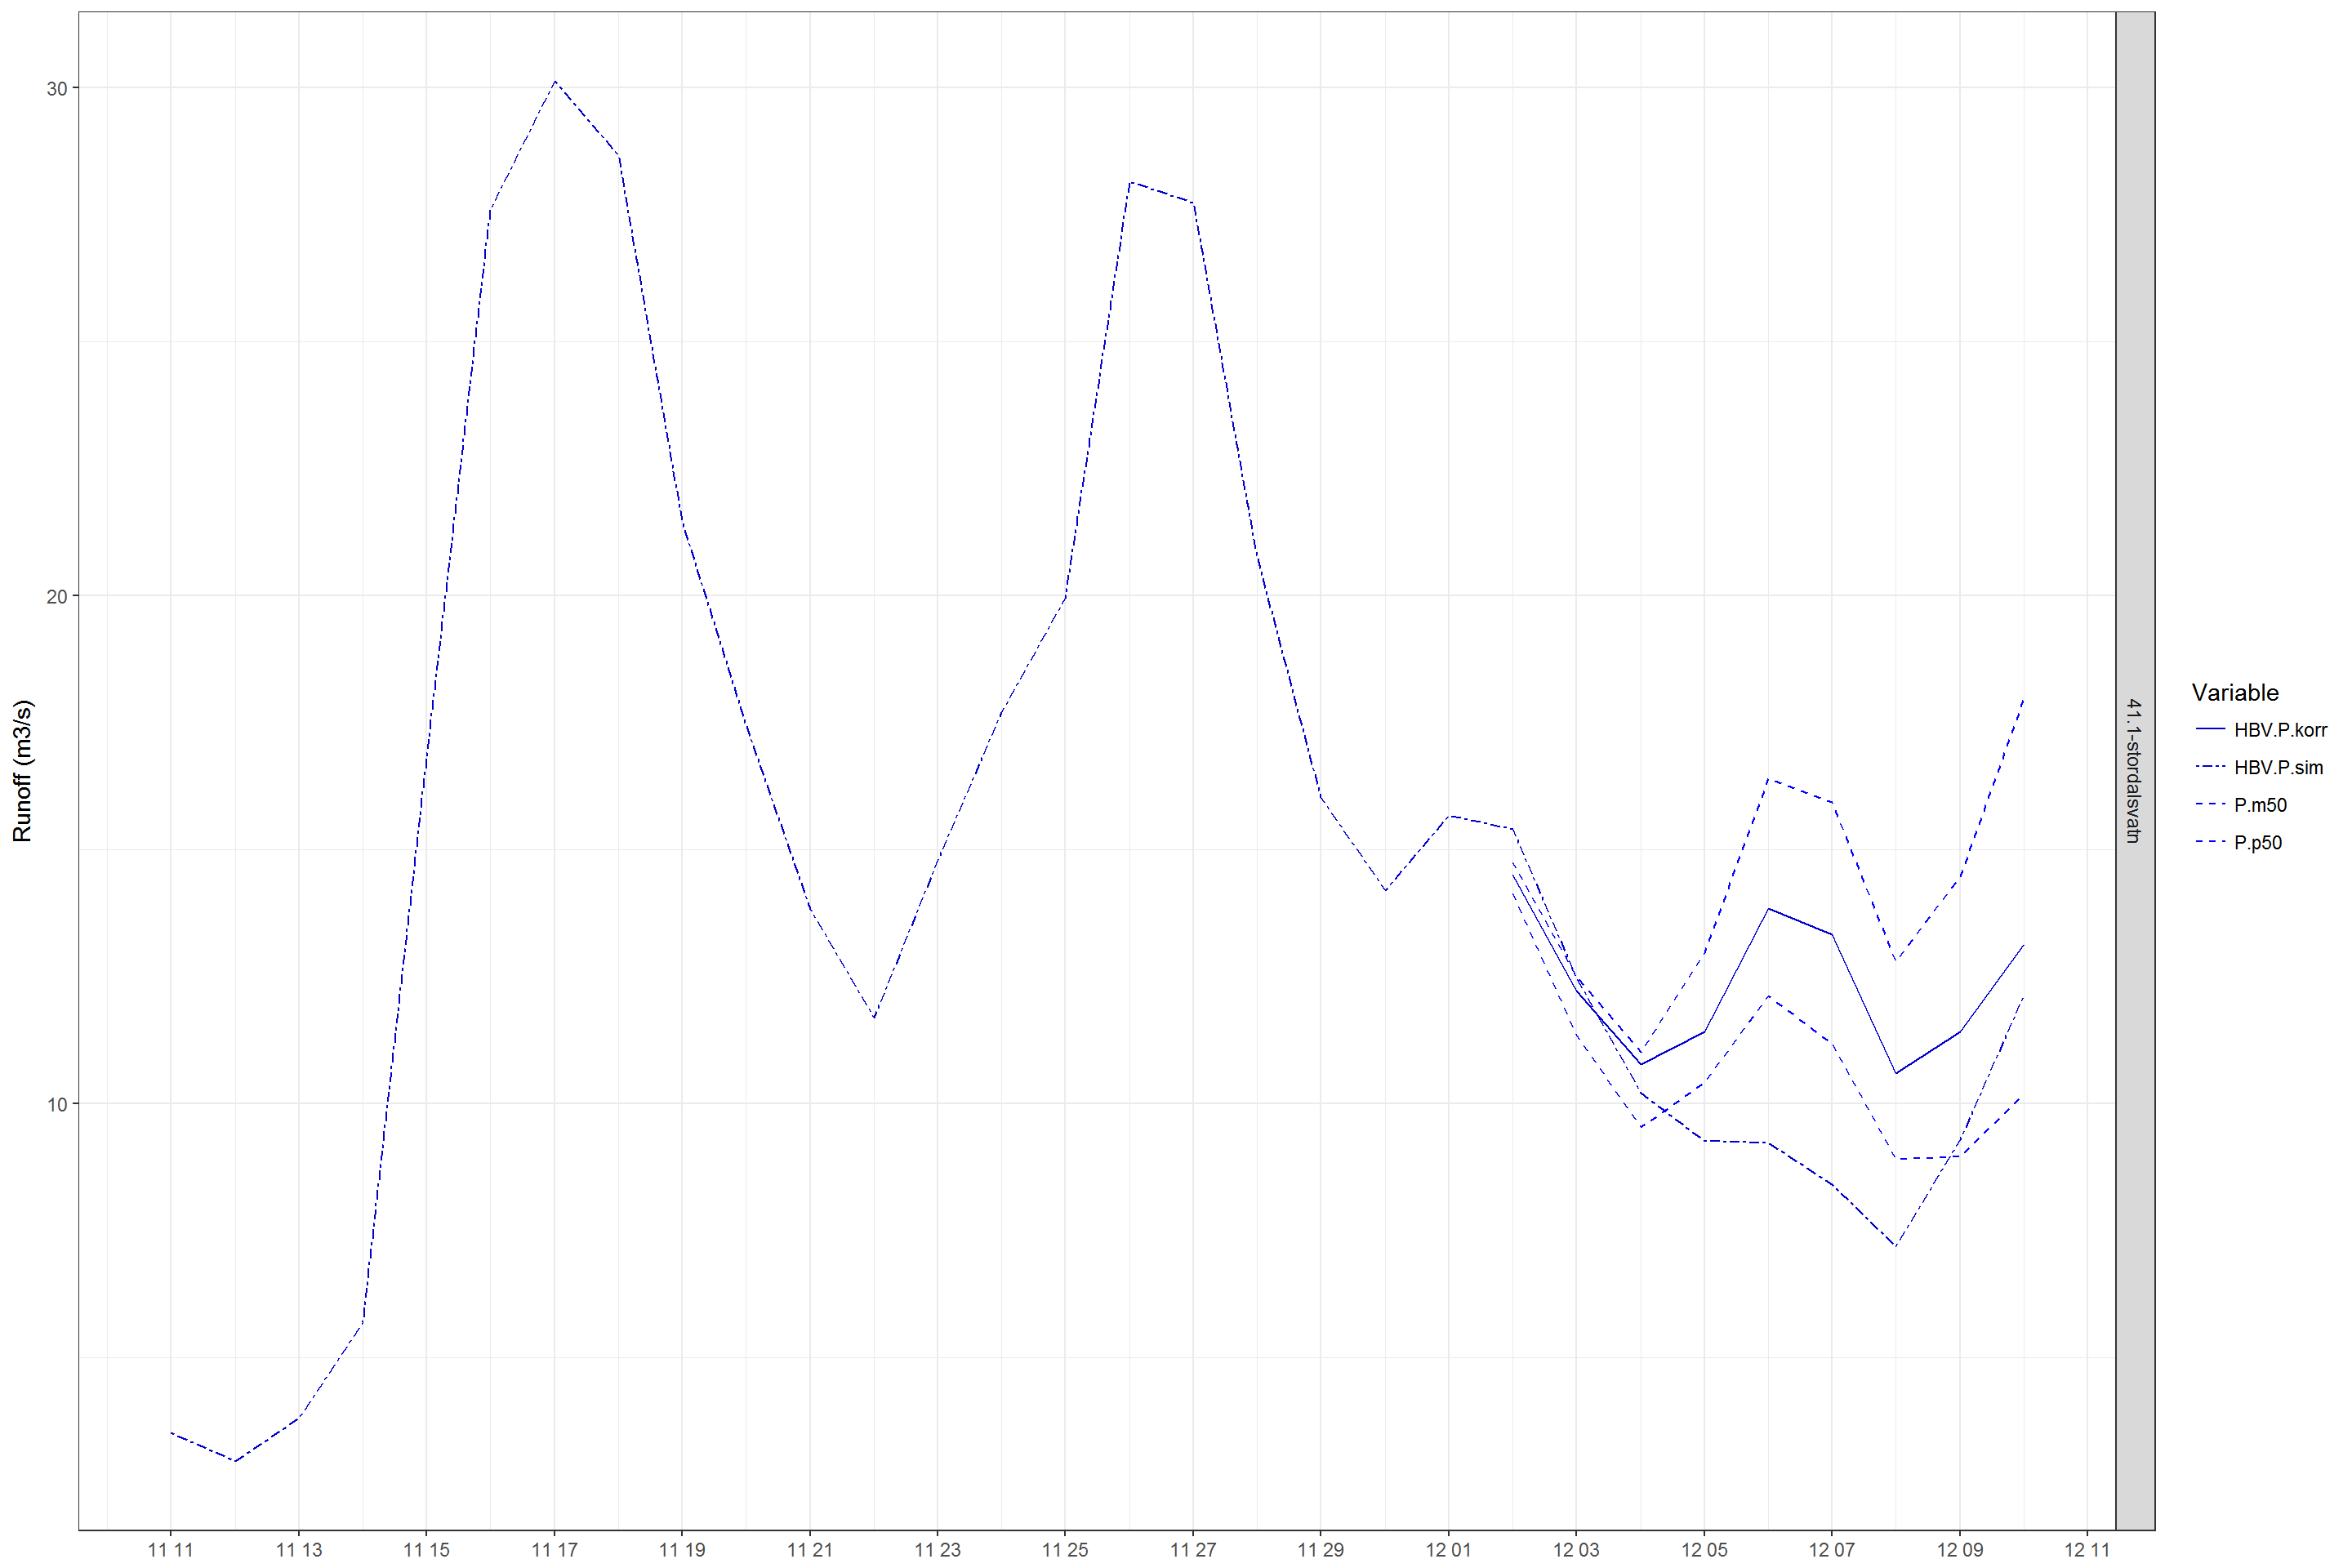 30
20
10
Runoff (m3/s)
11 11
11 13
11 15
11 17
11 19
11 21
11 23
11 25
11 27
11 29
12 01
12 03
12 05
12 07
12 09
12 11
41.1-stordalsvatn
Variable
HBV.P.korr
HBV.P.sim
P.m50
P.p50